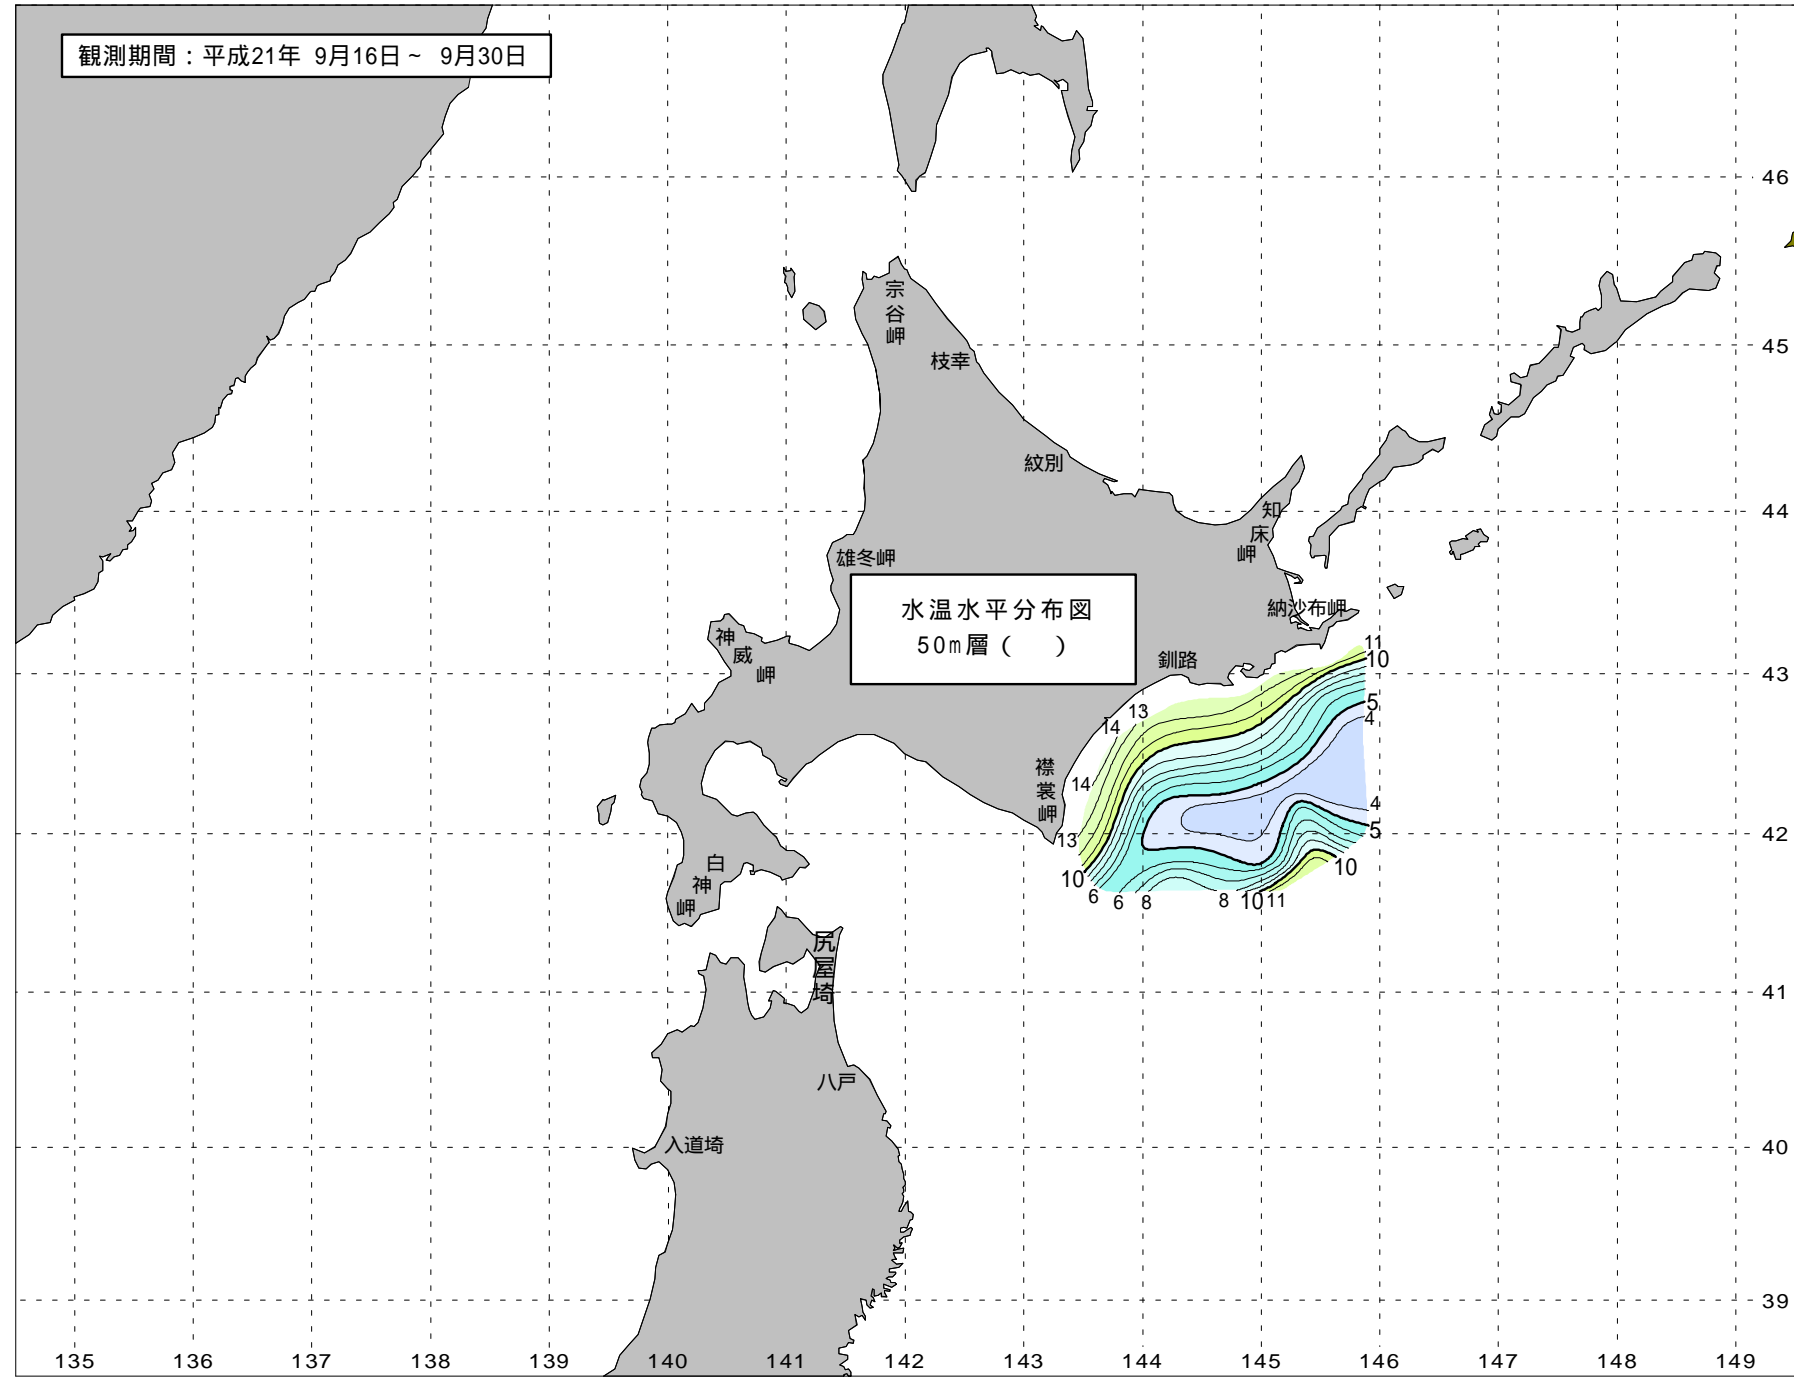 観測期間：平成21年 9月16日～ 9月30日
46
宗谷岬
45
枝幸
紋別
44
知床岬
雄冬岬
水温水平分布図
50m層（　）
納沙布岬
神威岬
釧路
11
10
43
5
4
13
14
襟裳岬
14
4
5
42
13
10
10
6
6
8
8
10
11
白神岬
尻屋埼
41
八戸
入道埼
40
39
135
136
137
138
139
140
141
142
143
144
145
146
147
148
149